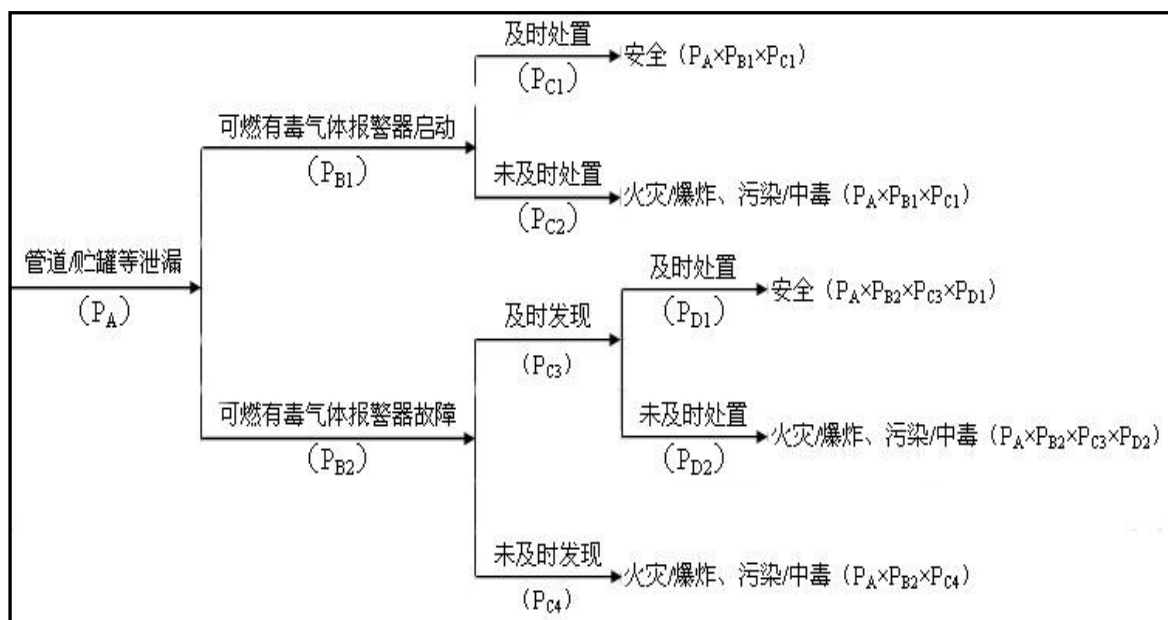 及时处置
(P_C1)
安全（P_A×P_B1×P_C1）
可燃有毒气体报警器启动
(P_B1)
未及时处置
(P_C2)
火灾/爆炸、污染/中毒（P_A×P_B1×P_C1）
管道/贮罐等泄漏
(P_A)
及时处置
(P_D1)
安全（P_A×P_B2×P_C3×P_D1）
及时发现
(P_C3)
可燃有毒气体报警器故障
(P_B2)
未及时处置
(P_D2)
火灾/爆炸、污染/中毒（P_A×P_B2×P_C3×P_D2）
未及时发现
(P_C4)
火灾/爆炸、污染/中毒（P_A×P_B2×P_C4）